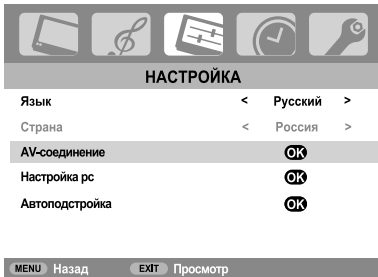 НАСТРОЙКА
Язык < Русский >
Страна < Россия >
AV-соединение OK
Настройка pc OK
Автоподстройка OK
MENU Назад EXIT Просмотр